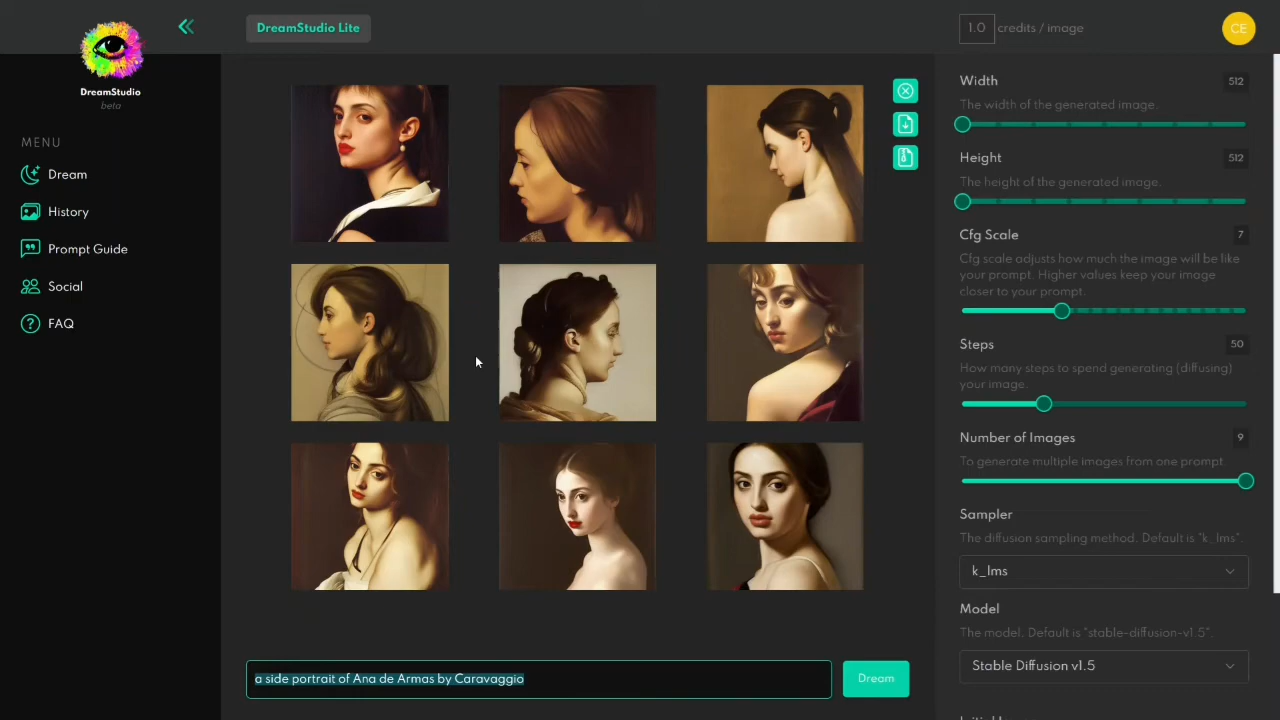 DreamStudio Lite
1.0 credits / image
CE
DreamStudio
beta
MENU
Dream
History
Prompt Guide
Social
FAQ
Width
512
The width of the generated image.
Height
512
The height of the generated image.
Cfg Scale
7
Cfg scale adjusts how much the image will be like
your prompt. Higher values keep your image
closer to your prompt.
Steps
50
How many steps to spend generating (diffusing)
your image.
Number of Images
9
To generate multiple images from one prompt.
Sampler
The diffusion sampling method. Default is "k_lms".
k_lms
Model
The model. Default is "stable-diffusion-v1.5".
Stable Diffusion v1.5
a side portrait of Ana de Armas by Caravaggio
Dream